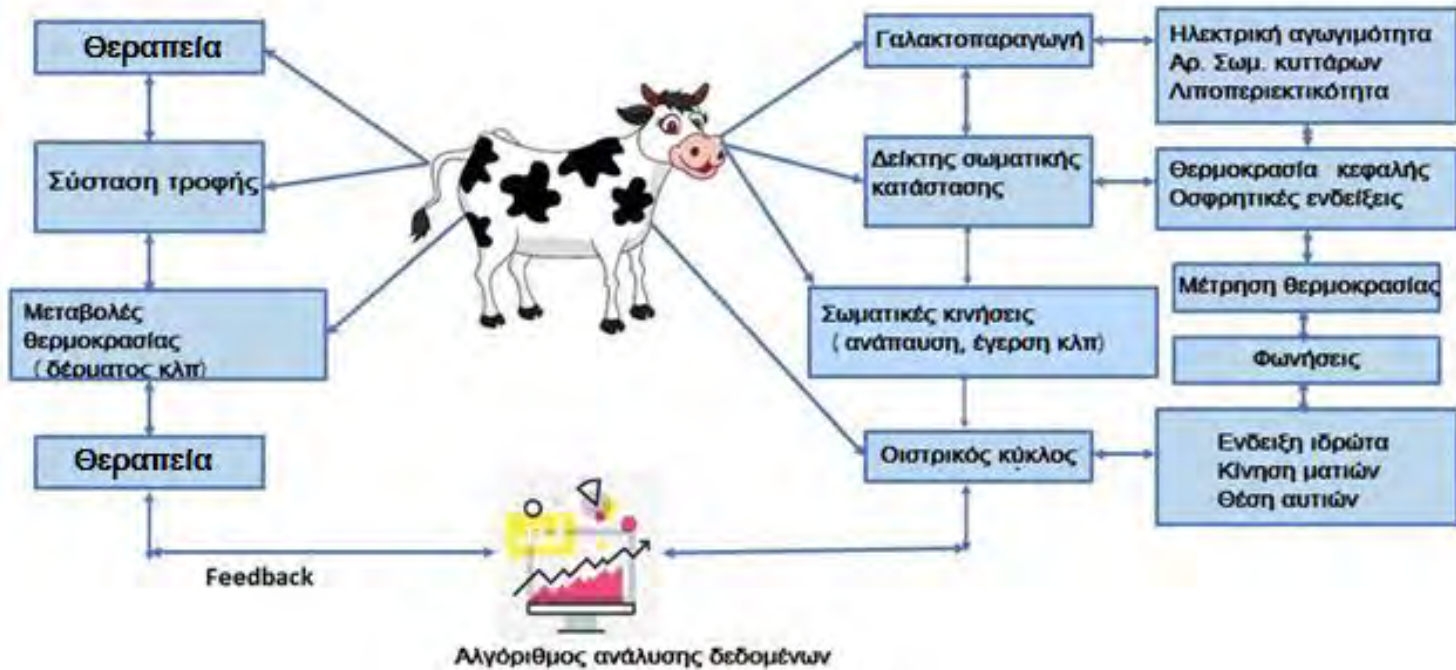 Θεραπεία
Σύσταση τροφής
Μεταβολές
θερμοκρασίας
( δέρματος κλπ)
Θεραπεία
Feedback
Αλγόριθμος ανάλυσης δεδομένων
Γαλακτοπαραγωγή
Δείκτης σωματικής
κατάστασης
Σωματικές κινήσεις
( ανάπαυση, έγερση κλπ)
Οιστρικός κύκλος
Ηλεκτρική αγωγιμότητα
Αρ. Σωμ. κυττάρων
Λιποπεριεκτικότητα
Θερμοκρασία κεφαλής
Οσφρητικές ενδείξεις
Μέτρηση θερμοκρασίας
Φωνήσεις
Ενδειξη ιδρώτα
Κίνηση ματιών
Θέση αυτιών